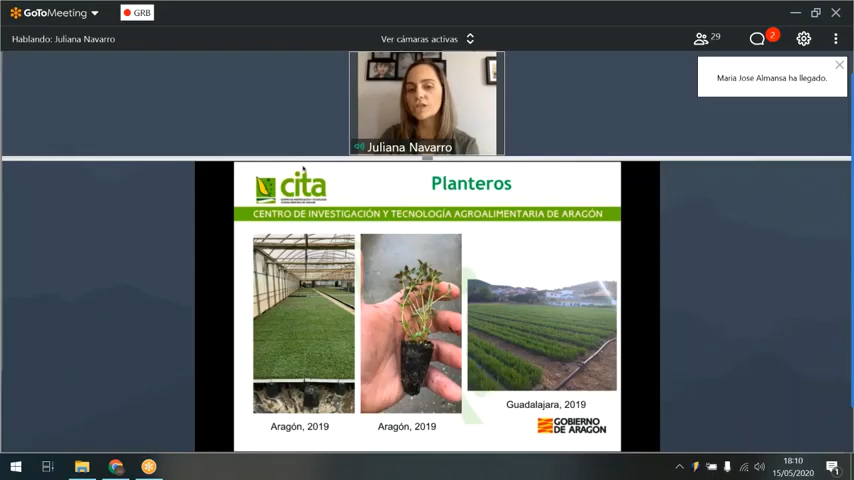 GoToMeeting
GRB
Hablando: Juliana Navarro
Ver cámaras activas
29
2
Maria Jose Almansa ha llegado.
Juliana Navarro
cita
Planteros
CENTRO DE INVESTIGACIÓN Y TECNOLOGÍA AGROALIMENTARIA DE ARAGÓN
Aragón, 2019
Aragón, 2019
Guadalajara, 2019
GOBIERNO
DE ARAGON
18:10
15/05/2020
1